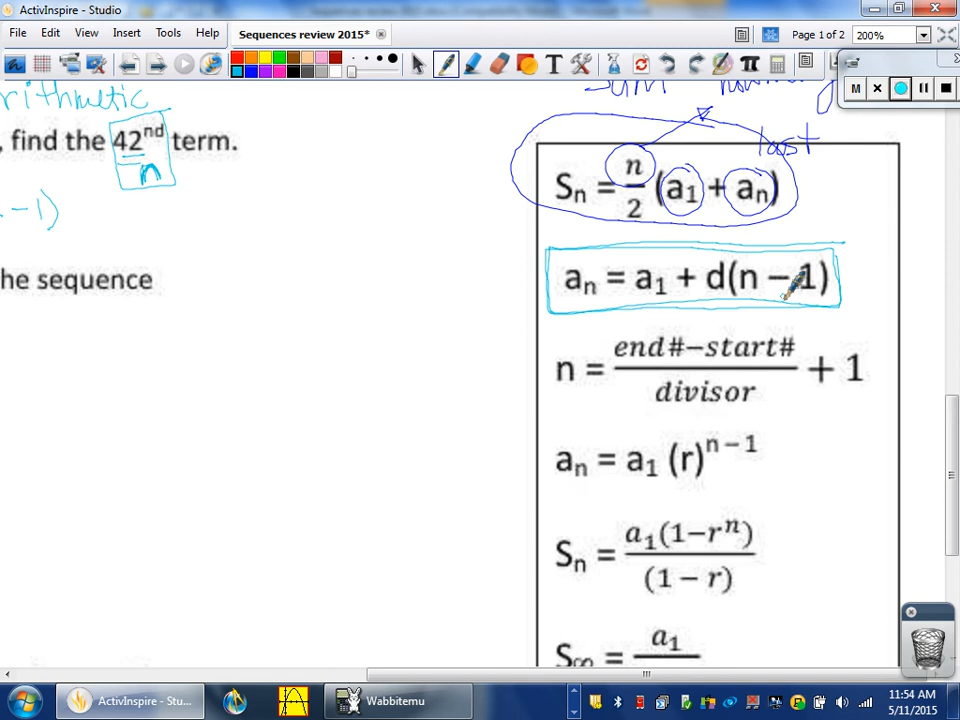 ActivInspire - Studio
File Edit View Insert Tools Help Sequences review 2015* Page 1 of 2 200%
rithmetic
sum
, find the 42nd term.
n
last
n - 1)
he sequence
Sₙ = n/2 (a₁ + aₙ)
aₙ = a₁ + d(n − 1)
n = end#−start#/divisor + 1
aₙ = a₁ (r)ⁿ⁻¹
Sₙ = a₁(1−rⁿ)/(1 − r)
S∞ = a₁
ActivInspire - Stu...
Wabbitemu
11:54 AM
5/11/2015